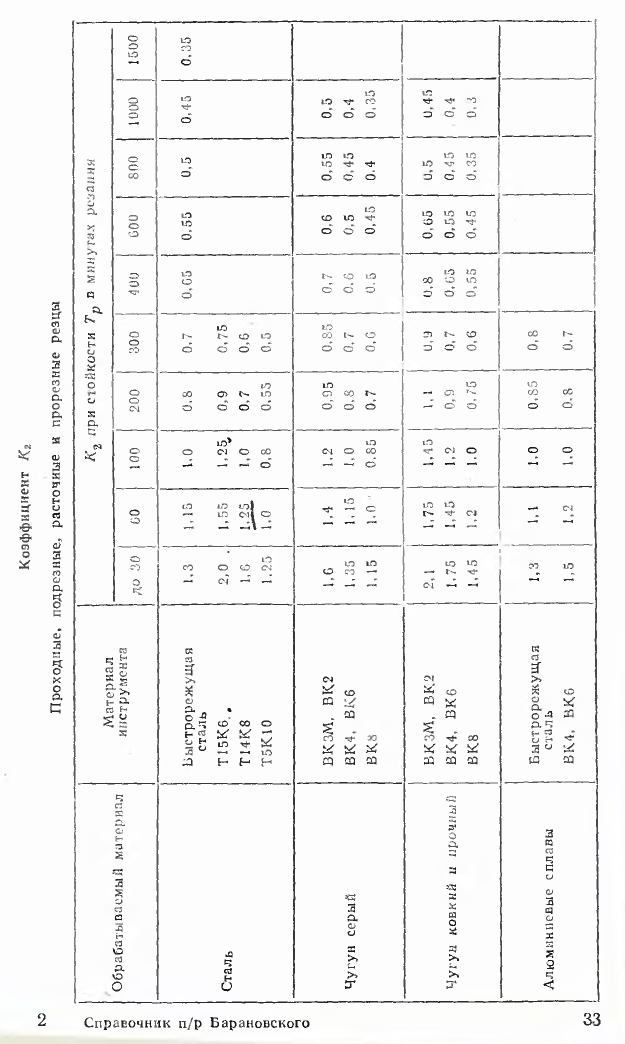 Коэффициент К₂
Проходные, подрезные, расточные и прорезные резцы
Обрабатываемый материал | Материал инструмента | К₂ при стойкости Тр в минутах резания
до 30 | 60 | 100 | 200 | 300 | 400 | 600 | 800 | 1000 | 1500
Сталь | Быстрорежущая сталь | 1,3 | 1,15 | 1,0 | 0,8 | 0,7 | 0,65 | 0,55 | 0,5 | 0,45 | 0,35
Т15К6 | 2,0 | 1,55 | 1,25 | 0,9 | 0,75
Т14К8 | 1,6 | 1,25 | 1,0 | 0,7 | 0,6
Т5К10 | 1,25 | 1,0 | 0,8 | 0,55 | 0,5
Чугун серый | ВК3М, ВК2 | 1,6 | 1,4 | 1,2 | 0,95 | 0,85 | 0,7 | 0,6 | 0,55 | 0,5
ВК4, ВК6 | 1,35 | 1,15 | 1,0 | 0,8 | 0,7 | 0,6 | 0,5 | 0,45 | 0,4
ВК8 | 1,15 | 1,0 | 0,85 | 0,7 | 0,6 | 0,5 | 0,45 | 0,4 | 0,35
Чугун ковкий и прочный | ВК3М, ВК2 | 2,1 | 1,75 | 1,45 | 1,1 | 0,9 | 0,8 | 0,65 | 0,5 | 0,45
ВК4, ВК6 | 1,75 | 1,45 | 1,2 | 0,9 | 0,7 | 0,65 | 0,55 | 0,45 | 0,4
ВК8 | 1,45 | 1,2 | 1,0 | 0,75 | 0,6 | 0,55 | 0,45 | 0,35 | 0,3
Алюминиевые сплавы | Быстрорежущая сталь | 1,3 | 1,1 | 1,0 | 0,85 | 0,8
ВК4, ВК6 | 1,5 | 1,2 | 1,0 | 0,8 | 0,7
2 Справочник п/р Барановского 33